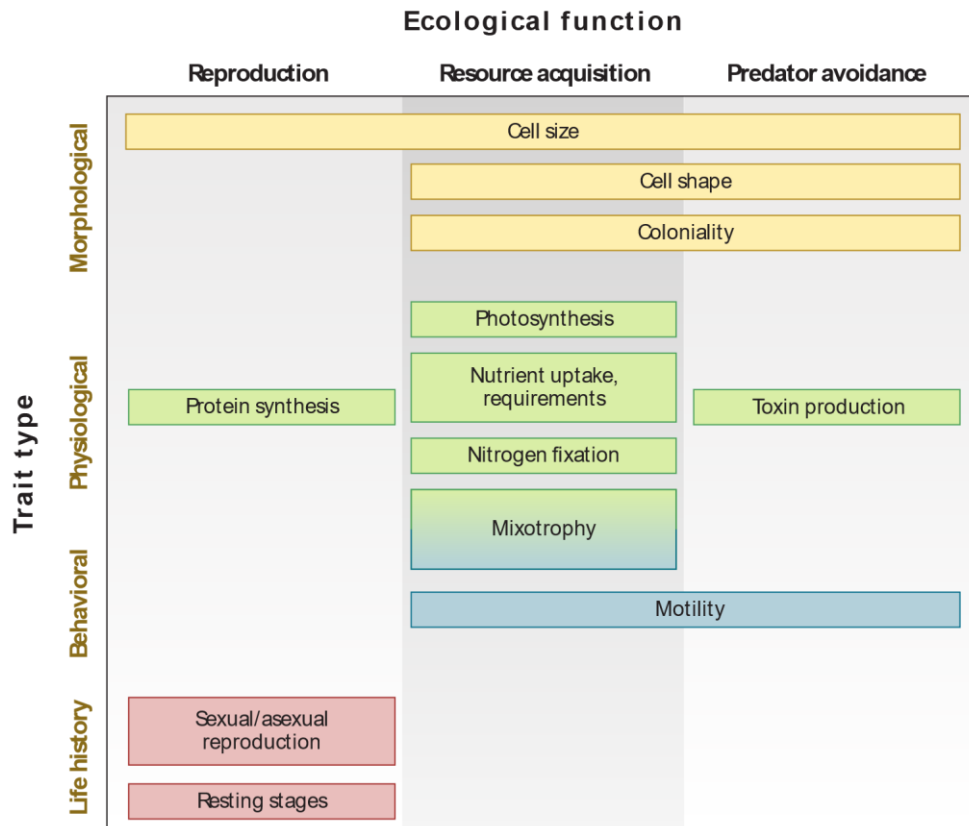 Ecological function
Reproduction
Resource acquisition
Predator avoidance
Trait type
Morphological
Cell size
Cell shape
Coloniality
Physiological
Photosynthesis
Nutrient uptake,
requirements
Protein synthesis
Toxin production
Nitrogen fixation
Mixotrophy
Behavioral
Motility
Life history
Sexual/asexual
reproduction
Resting stages